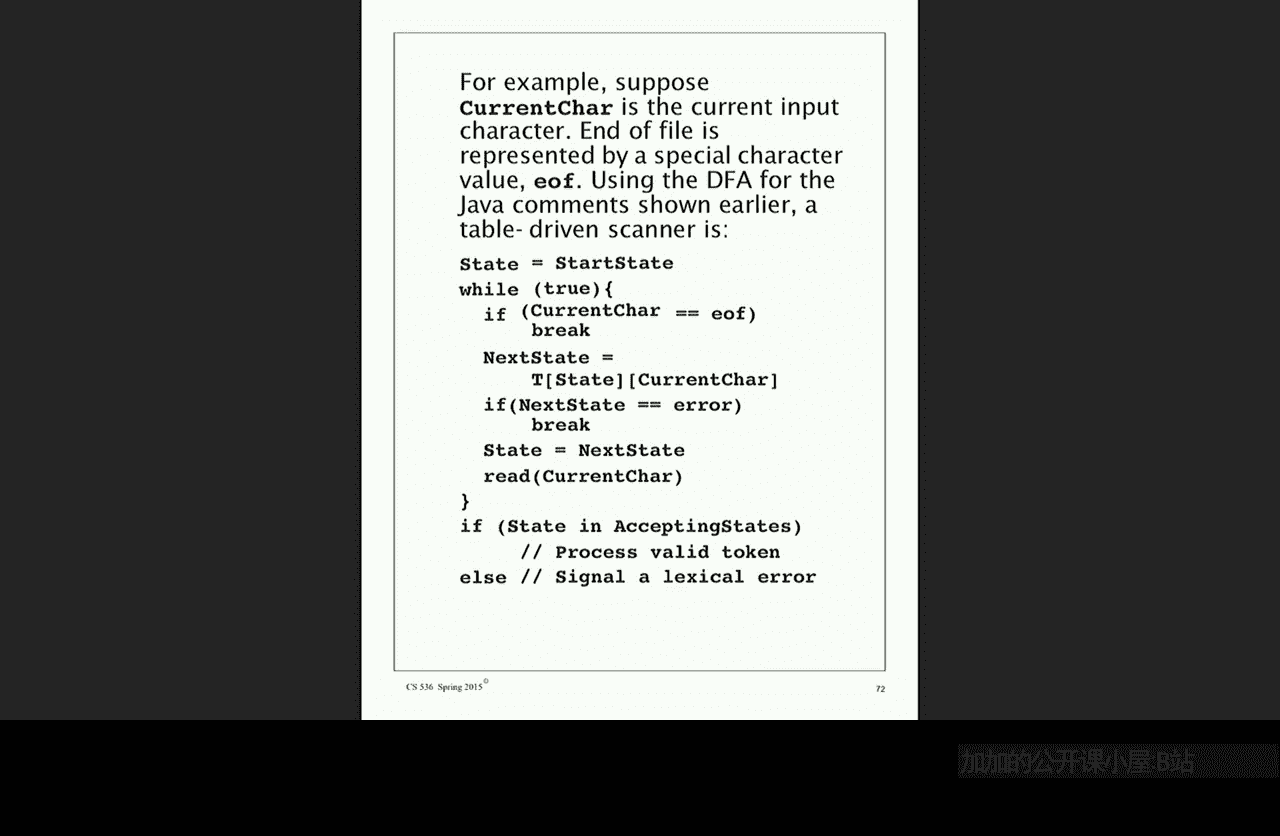 For example, suppose
CurrentChar is the current input
character. End of file is
represented by a special character
value, eof. Using the DFA for the
Java comments shown earlier, a
table- driven scanner is:
State = StartState
while (true){
if (CurrentChar == eof)
break
NextState =
T[State][CurrentChar]
if(NextState == error)
break
State = NextState
read(CurrentChar)
}
if (State in AcceptingStates)
// Process valid token
else // Signal a lexical error
CS 536 Spring 2015©
72
加加的公开课小屋:B站